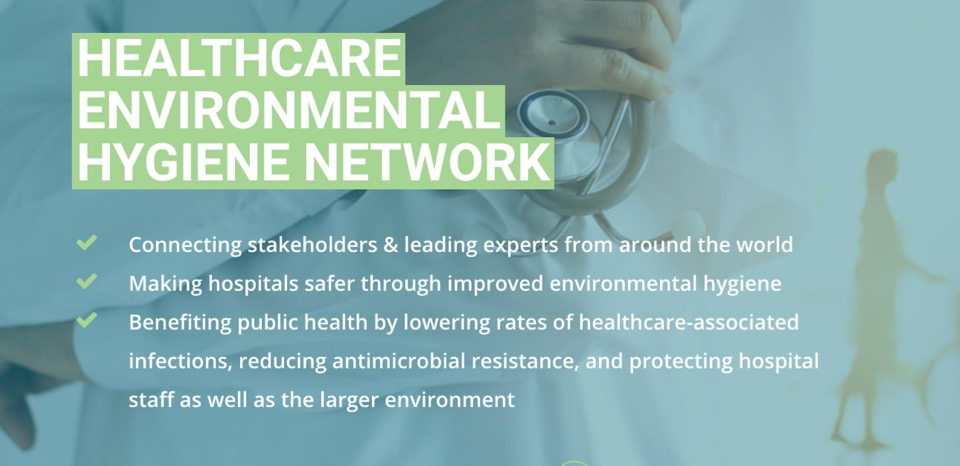 HEALTHCARE
ENVIRONMENTAL
HYGIENE NETWORK
Connecting stakeholders & leading experts from around the world
Making hospitals safer through improved environmental hygiene
Benefiting public health by lowering rates of healthcare-associated
infections, reducing antimicrobial resistance, and protecting hospital
staff as well as the larger environment